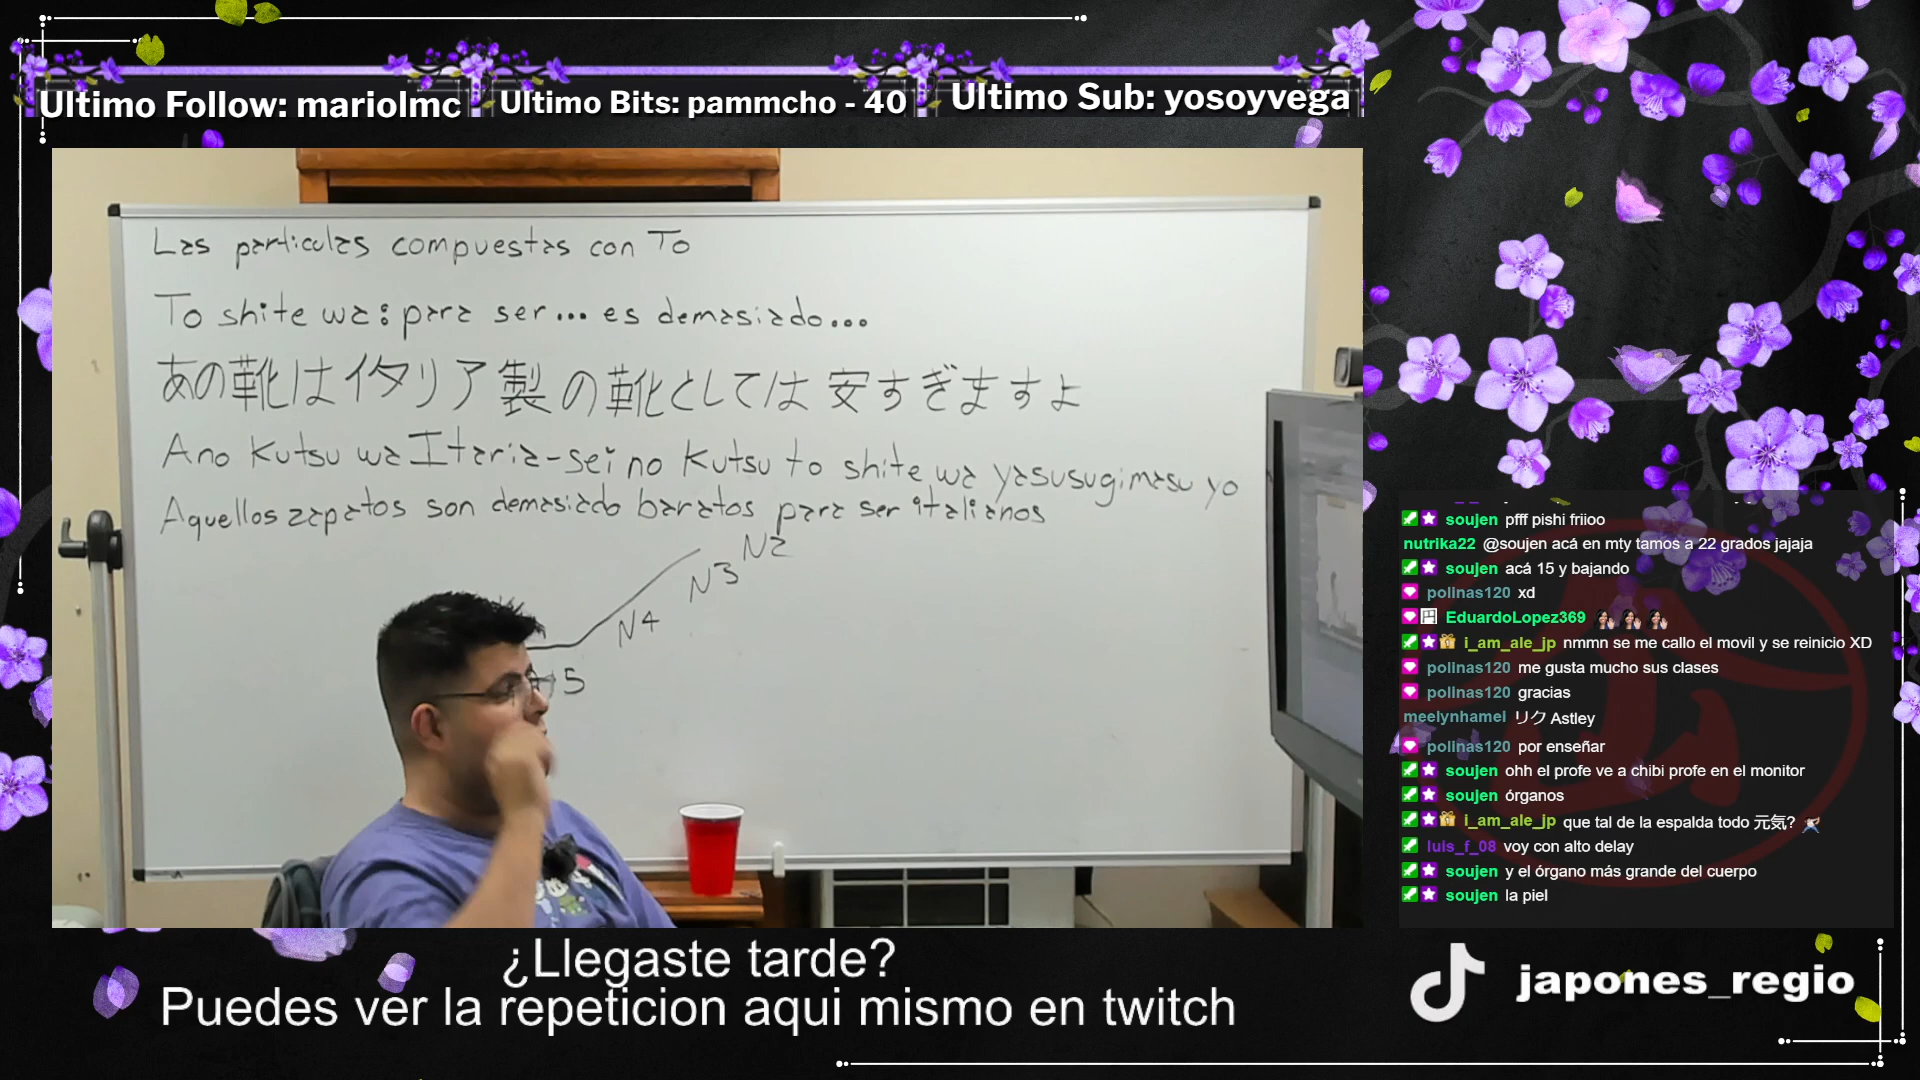 Ultimo Follow: mariolmc
Ultimo Bits: pammcho - 40
Ultimo Sub: yosoyvega
Las particulas compuestas con To
To shite wa: para ser... es demasiado...
あの靴はイタリア製の靴としては安すぎますよ
Ano Kutsu wa Itaria-sei no Kutsu to shite wa yasusugimasu yo
Aquellos zapatos son demasiado baratos para ser italianos
N2
N3
N4
5
soujen pfff pishi friioo
nutrika22 @soujen acá en mty tamos a 22 grados jajaja
soujen acá 15 y bajando
polinas120 xd
EduardoLopez369
i_am_ale_jp nmmn se me callo el movil y se reinicio XD
polinas120 me gusta mucho sus clases
polinas120 gracias
meelynhamei リク Astley
polinas120 por enseñar
soujen ohh el profe ve a chibi profe en el monitor
soujen órganos
i_am_ale_jp que tal de la espalda todo 元気?
luis_f_08 voy con alto delay
soujen y el órgano más grande del cuerpo
soujen la piel
¿Llegaste tarde?
Puedes ver la repeticion aqui mismo en twitch
japones_regio